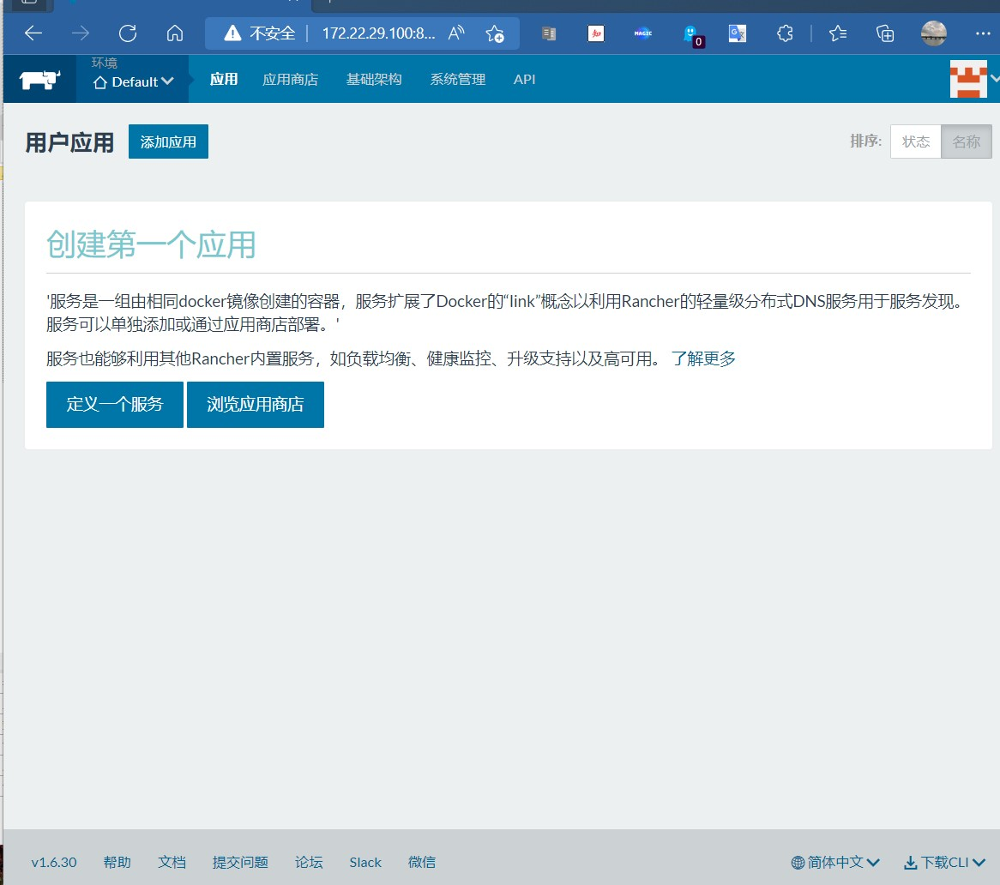 不安全
172.22.29.100:8...
MAGIC
0
环境
Default
应用
应用商店
基础架构
系统管理
API
用户应用
添加应用
排序:
状态
名称
创建第一个应用
'服务是一组由相同docker镜像创建的容器，服务扩展了Docker的“link”概念以利用Rancher的轻量级分布式DNS服务用于服务发现。
服务可以单独添加或通过应用商店部署。'
服务也能够利用其他Rancher内置服务，如负载均衡、健康监控、升级支持以及高可用。 了解更多
定义一个服务
浏览应用商店
v1.6.30
帮助
文档
提交问题
论坛
Slack
微信
简体中文
下载CLI